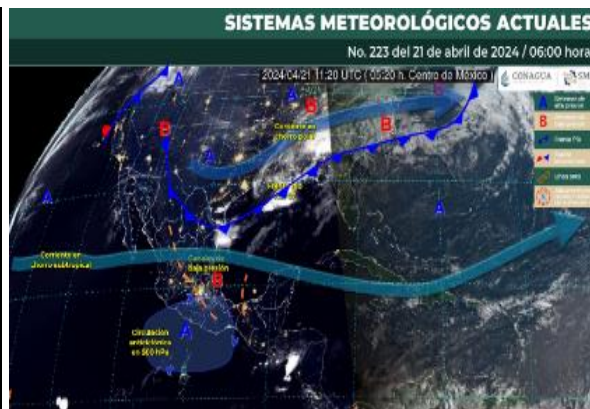 SISTEMAS METEOROLÓGICOS ACTUALES
No. 223 del 21 de abril de 2024 / 06:00 hora
2024/04/21 11:20 UTC ( 05:20 h. Centro de México )
CONAGUA
SM
A
A
B
B
Corriente en
chorro polar
B
B
A
A
B
A
Corriente en
chorro subtropical
Canales de
Baja presión
B
Circulación
anticiclónica
en 500 hPa
A